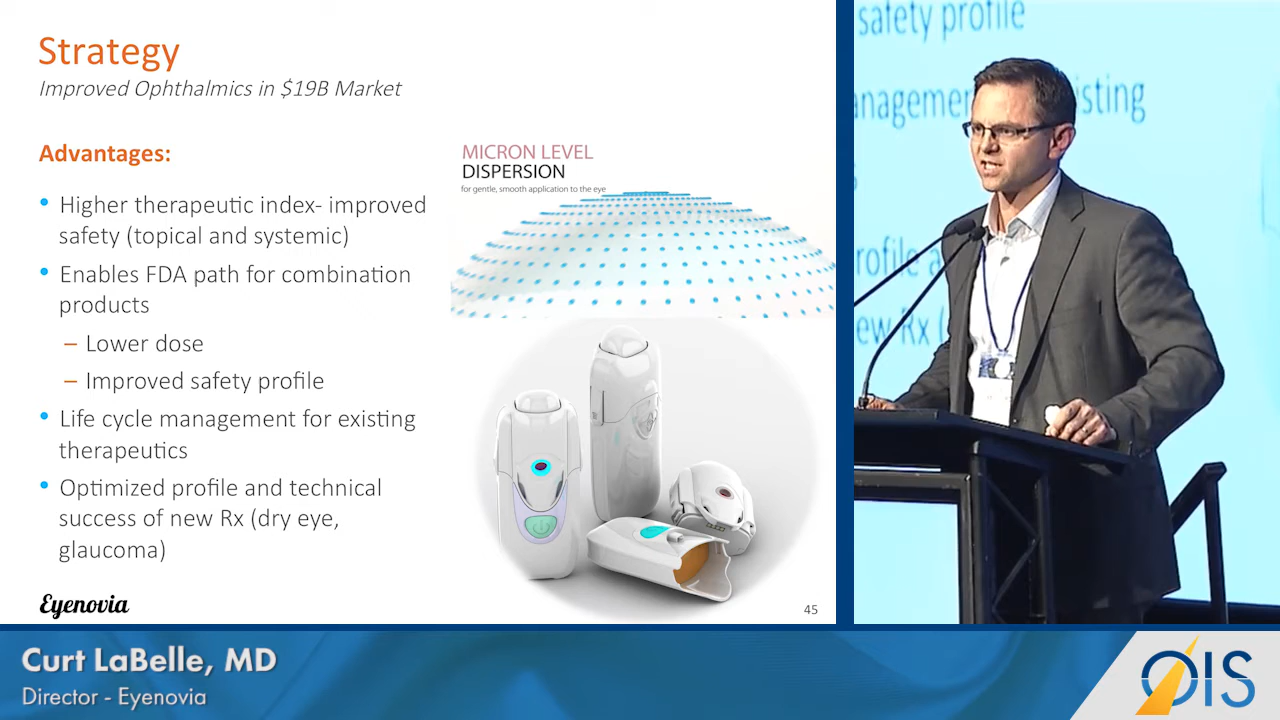 Strategy
Improved Ophthalmics in $19B Market
Advantages:
• Higher therapeutic index- improved
safety (topical and systemic)
• Enables FDA path for combination
products
– Lower dose
– Improved safety profile
• Life cycle management for existing
therapeutics
• Optimized profile and technical
success of new Rx (dry eye,
glaucoma)
MICRON LEVEL
DISPERSION
for gentle, smooth application to the eye
Eyenovia
45
safety profile
isting
rofile a
ew Rx (
Curt LaBelle, MD
Director - Eyenovia
OIS